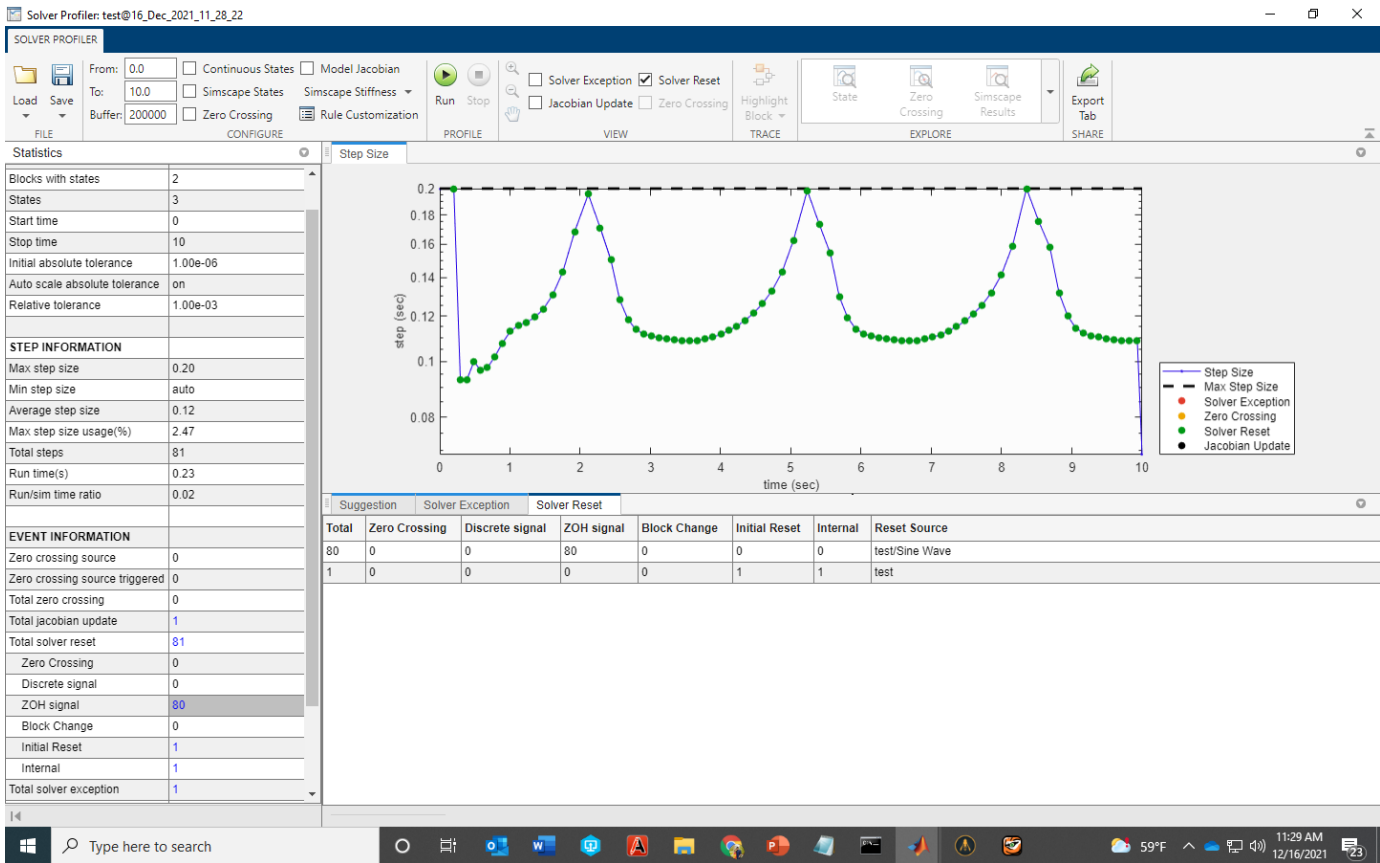 Solver Profiler: test@16_Dec_2021_11_28_22
SOLVER PROFILER
Load
Save
FILE
From: 0.0
To: 10.0
Buffer: 200000
Continuous States
Model Jacobian
Simscape States
Simscape Stiffness
Zero Crossing
Rule Customization
CONFIGURE
Run
Stop
PROFILE
Solver Exception
Solver Reset
Jacobian Update
Zero Crossing
VIEW
Highlight
Block
TRACE
State
Zero
Crossing
Simscape
Results
EXPLORE
Export
Tab
SHARE
Statistics
Blocks with states 2
States 3
Start time 0
Stop time 10
Initial absolute tolerance 1.00e-06
Auto scale absolute tolerance on
Relative tolerance 1.00e-03
STEP INFORMATION
Max step size 0.20
Min step size auto
Average step size 0.12
Max step size usage(%) 2.47
Total steps 81
Run time(s) 0.23
Run/sim time ratio 0.02
EVENT INFORMATION
Zero crossing source 0
Zero crossing source triggered 0
Total zero crossing 0
Total jacobian update 1
Total solver reset 81
Zero Crossing 0
Discrete signal 0
ZOH signal 80
Block Change 0
Initial Reset 1
Internal 1
Total solver exception 1
Step Size
0.2
0.18
0.16
0.14
0.12
0.1
0.08
step (sec)
0 1 2 3 4 5 6 7 8 9 10
time (sec)
Step Size
Max Step Size
Solver Exception
Zero Crossing
Solver Reset
Jacobian Update
Suggestion Solver Exception Solver Reset
Total Zero Crossing Discrete signal ZOH signal Block Change Initial Reset Internal Reset Source
80 0 0 80 0 0 0 test/Sine Wave
1 0 0 0 0 1 1 test
Type here to search
59°F
11:29 AM
12/16/2021
23